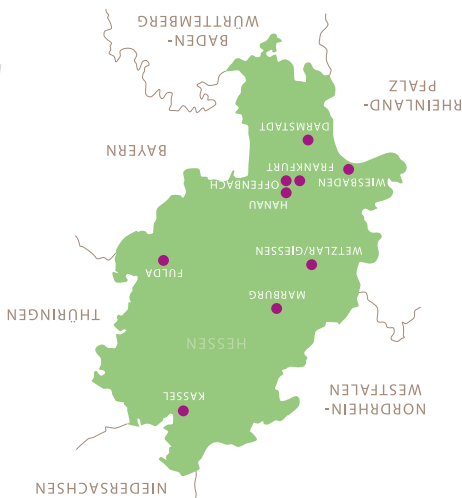 NIEDERSACHSEN
NORDRHEIN-
WESTFALEN
KASSEL
HESSEN
THÜRINGEN
MARBURG
FULDA
WETZLAR/GIESSEN
HANAU
OFFENBACH
WIESBADEN
FRANKFURT
BAYERN
DARMSTADT
RHEINLAND-
PFALZ
BADEN-
WÜRTTEMBERG